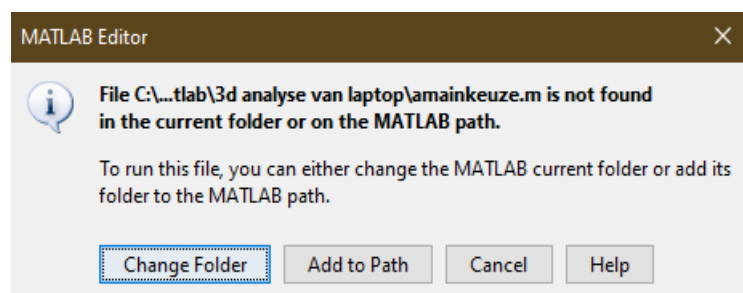 MATLAB Editor
File C:\...tlab\3d analyse van laptop\amainkeuze.m is not found
in the current folder or on the MATLAB path.
To run this file, you can either change the MATLAB current folder or add its
folder to the MATLAB path.
Change Folder Add to Path Cancel Help